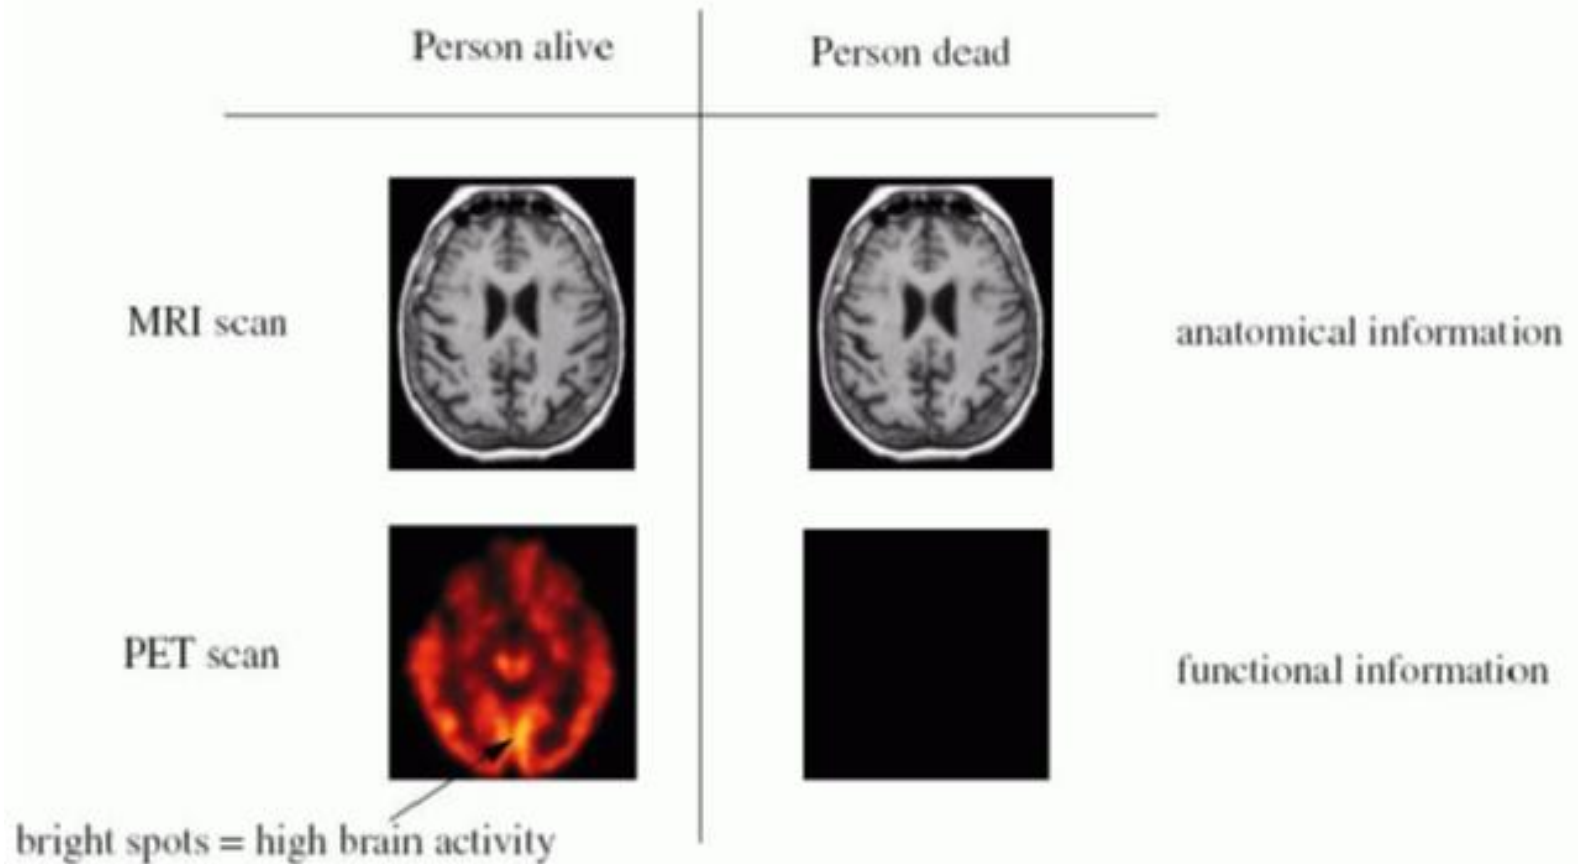 Person alive
Person dead
MRI scan
anatomical information
PET scan
functional information
bright spots = high brain activity